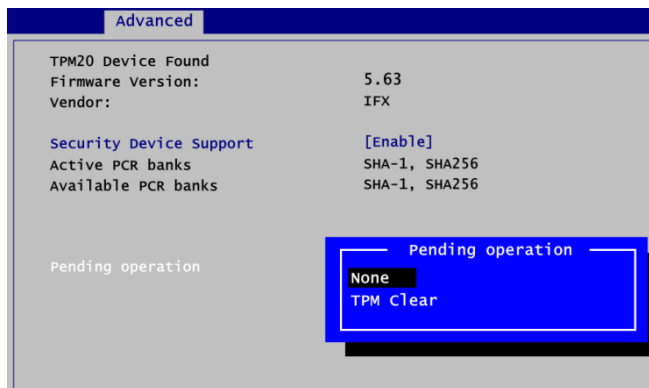 Advanced
TPM20 Device Found
Firmware Version: 5.63
Vendor: IFX
Security Device Support [Enable]
Active PCR banks SHA-1, SHA256
Available PCR banks SHA-1, SHA256
Pending operation
Pending operation
None
TPM Clear